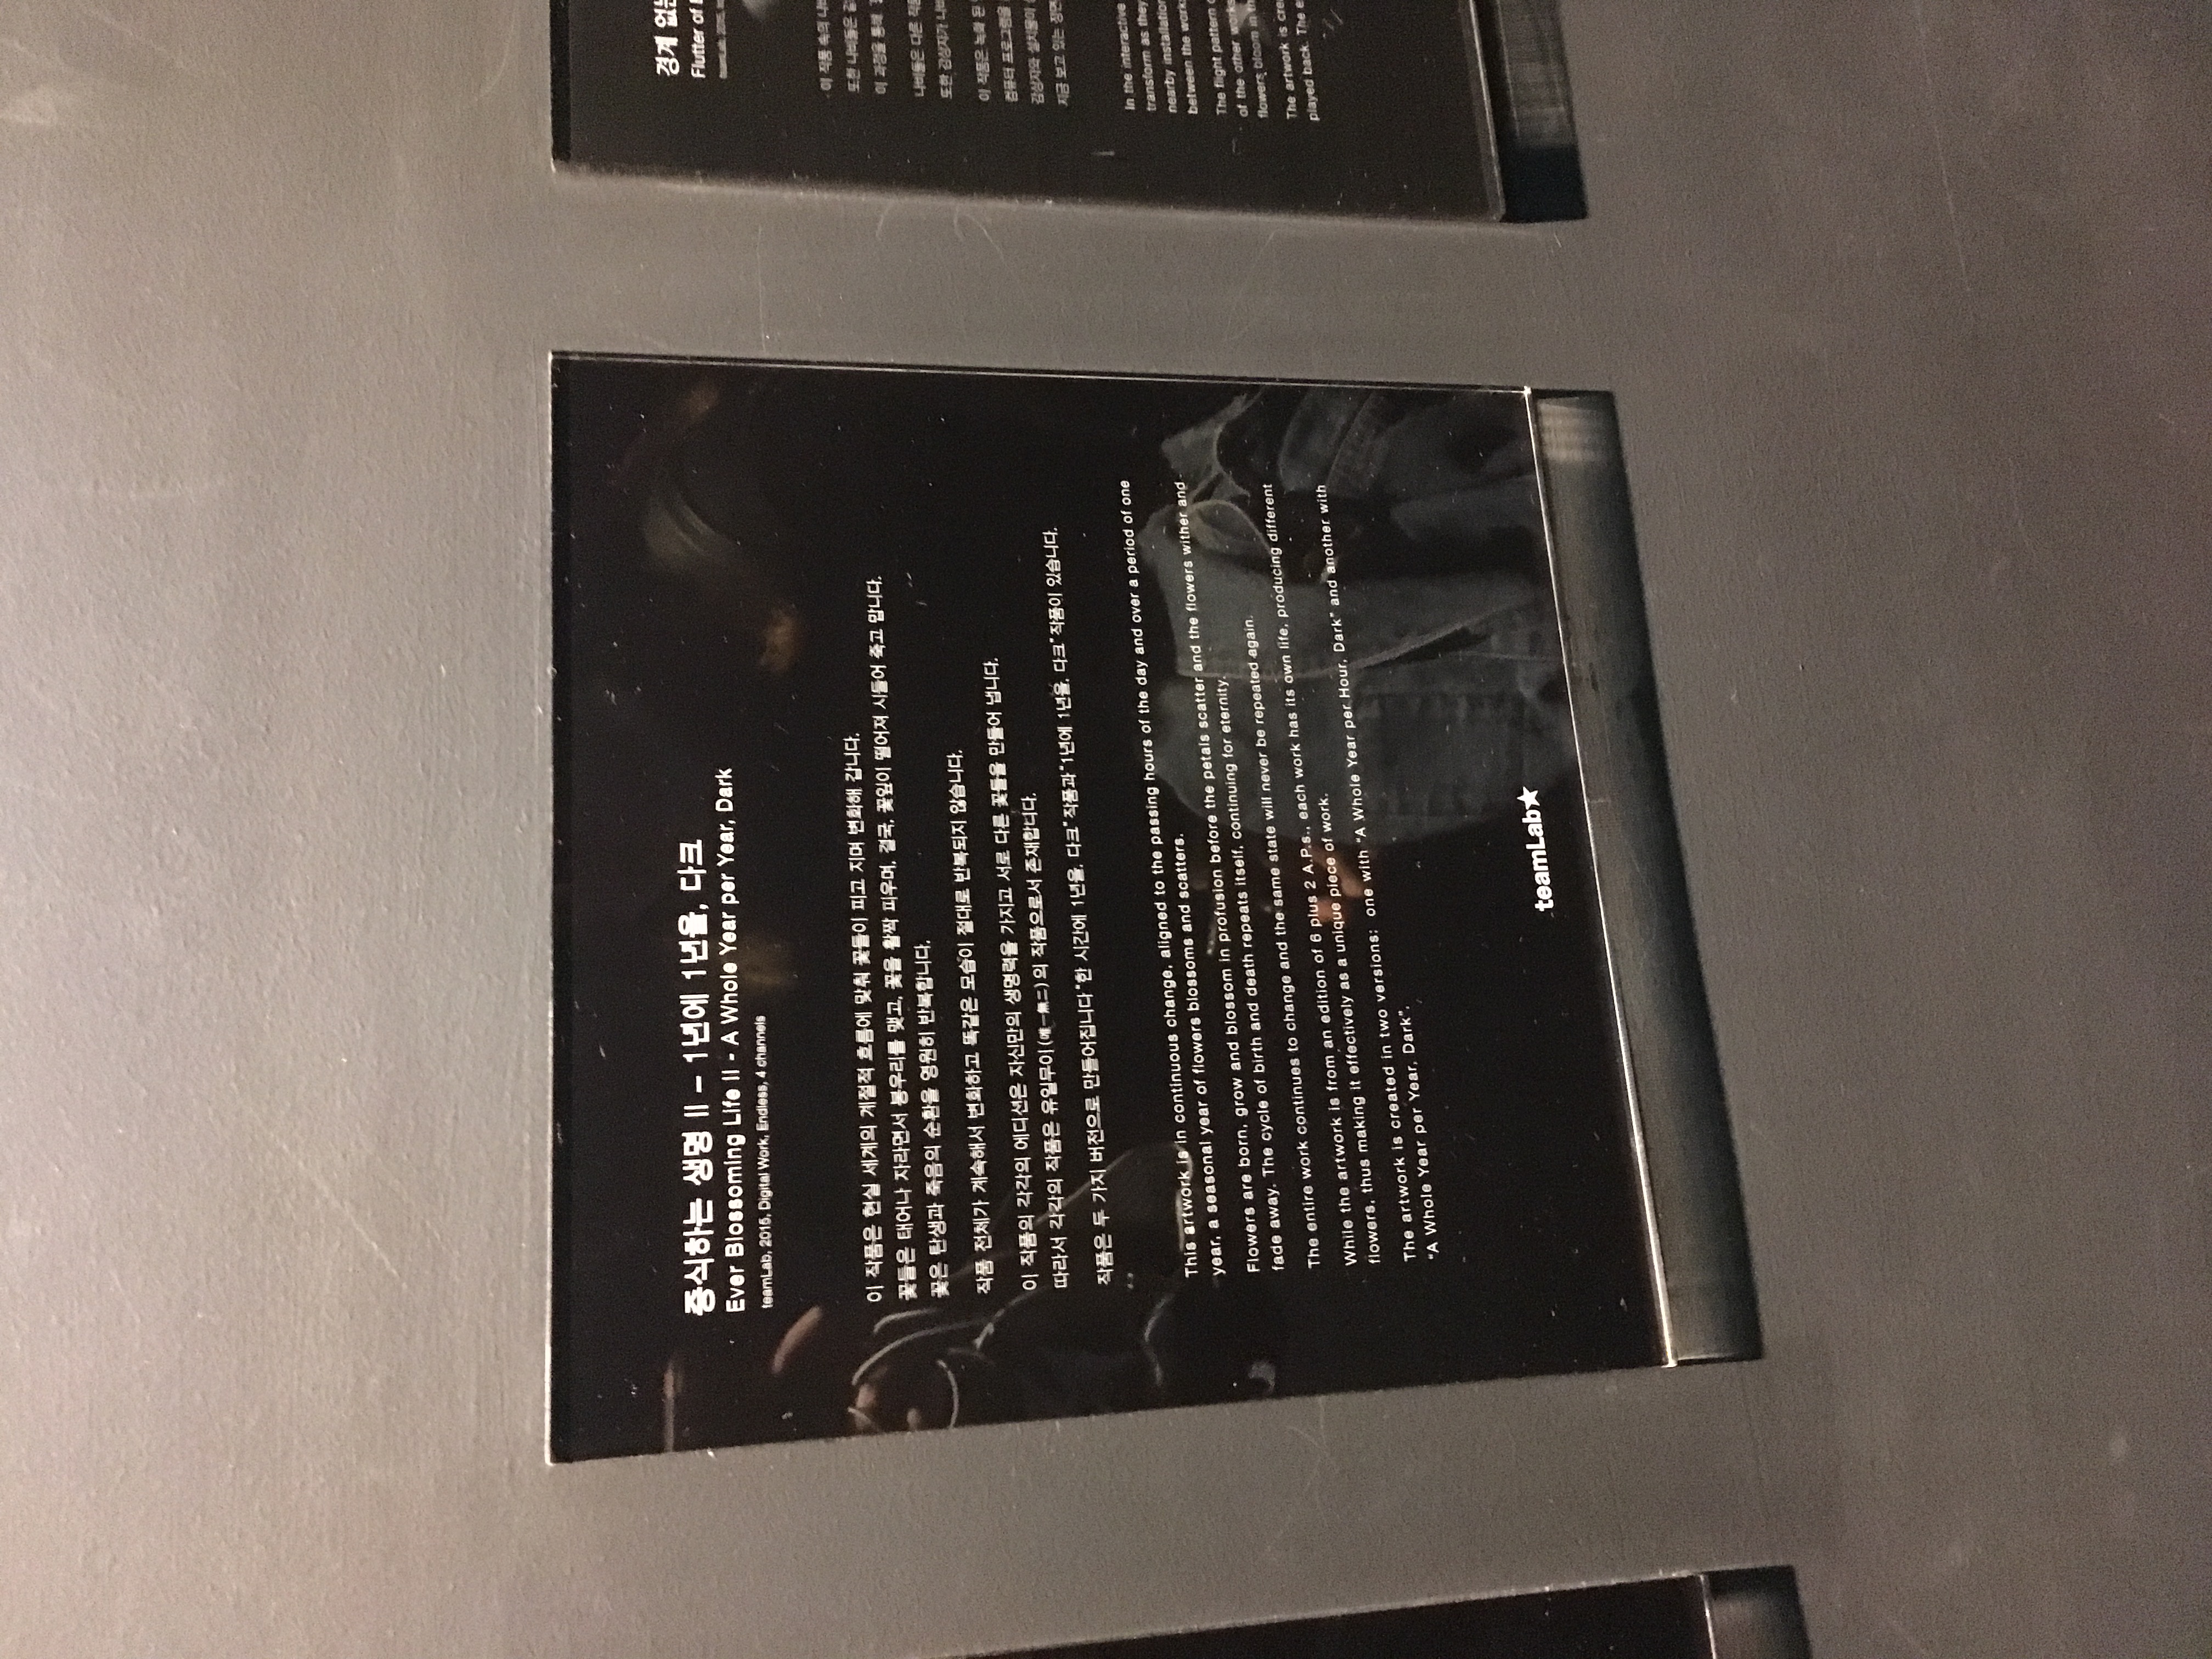 증식하는 생명 II – 1년에 1년을, 다크
Ever Blossoming Life II - A Whole Year per Year, Dark
teamLab, 2015, Digital Work, Endless, 4 channels
이 작품은 현실 세계의 계절적 흐름에 맞춰 꽃들이 피고 지며 변화해 갑니다.
꽃들은 태어나 자라면서 봉우리를 맺고, 꽃을 활짝 피우며, 결국, 꽃잎이 떨어져 시들어 죽고 맙니다.
꽃은 탄생과 죽음의 순환을 영원히 반복합니다.
작품 전체가 계속해서 변화하고 똑같은 모습이 절대로 반복되지 않습니다.
이 작품의 각각의 에디션은 자신만의 생명력을 가지고 서로 다른 꽃들을 만들어 냅니다.
따라서 각각의 작품은 유일무이(唯一無二)의 작품으로서 존재합니다.
작품은 두 가지 버전으로 만들어집니다 "한 시간에 1년을, 다크" 작품과 "1년에 1년을, 다크" 작품이 있습니다.
This artwork is in continuous change, aligned to the passing hours of the day and over a period of one
year, a seasonal year of flowers blossoms and scatters.
Flowers are born, grow and blossom in profusion before the petals scatter and the flowers wither and
fade away. The cycle of birth and death repeats itself, continuing for eternity.
The entire work continues to change and the same state will never be repeated again.
While the artwork is from an edition of 6 plus 2 A.P.s., each work has its own life, producing different
flowers, thus making it effectively as a unique piece of work.
The artwork is created in two versions: one with "A Whole Year per Hour, Dark" and another with
"A Whole Year per Year, Dark".
teamLab★
경계
Flutter of
teamLab, 2015,
이 작품 속의
또한 나비들은
이 과정을 통해
나비들은 다른
또한 감상자가
이 작품은 녹화 된
컴퓨터 프로그램을
감상자와 설치물이
지금 보고 있는
In the interactive
transform as they
nearby installation
between the work
The flight pattern
of the other works
flowers bloom in
The artwork is
played back. The